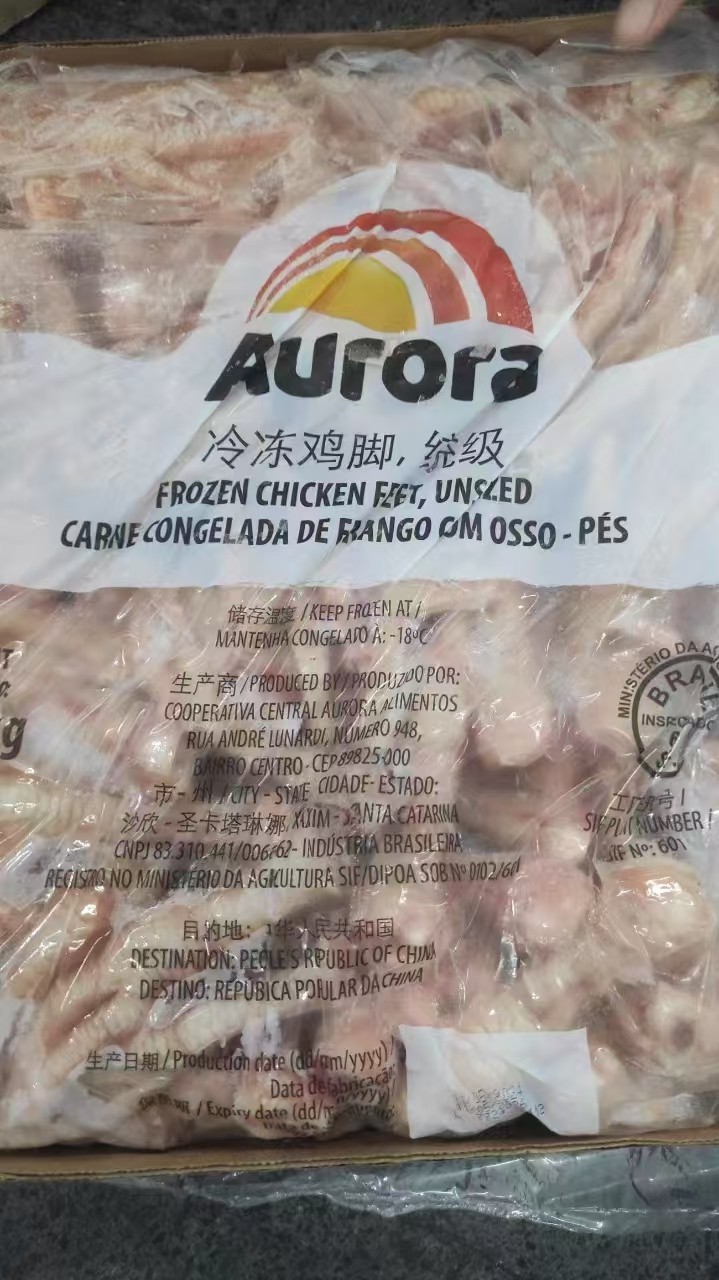 Aurora
冷冻鸡脚, 统级
FROZEN CHICKEN FEET, UNSIZED
CARNE CONGELADA DE FRANGO COM OSSO - PÉS
储存温度 / KEEP FROZEN AT /
MANTENHA CONGELADO A: -18ºC
生产商 / PRODUCED BY / PRODUZIDO POR:
COOPERATIVA CENTRAL AURORA ALIMENTOS
RUA ANDRÉ LUNARDI, NÚMERO 948,
BAIRRO CENTRO - CEP 89825-000
市 - 州 / CITY - STATE CIDADE - ESTADO:
沙欣 - 圣卡塔琳娜, XAXIM - SANTA CATARINA
CNPJ 83.310.441/006 - INDÚSTRIA BRASILEIRA
REGISTRO NO MINISTÉRIO DA AGRICULTURA SIF/DIPOA SOB Nº 0102/601
目的地: 中华人民共和国
DESTINATION: PEOPLE'S REPUBLIC OF CHINA
DESTINO: REPÚBLICA POPULAR DA CHINA
生产日期 / Production date (dd/mm/yyyy) /
Data de fabricação
/ Expiry date (dd/m
MINISTÉRIO DA AG
BRA
工厂编号 /
SIF PLANT NUMBER /
SIF Nº: 601
g